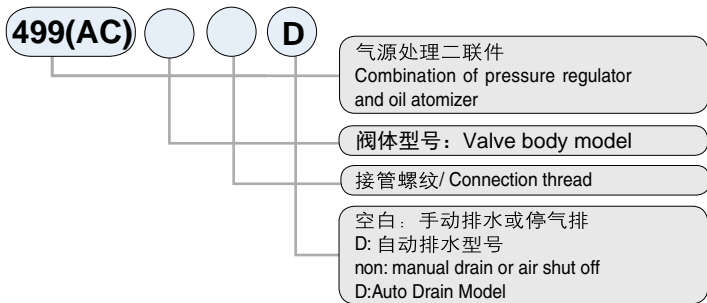 499(AC) D
气源处理二联件
Combination of pressure regulator
and oil atomizer
阀体型号：Valve body model
接管螺纹/ Connection thread
空白：手动排水或停气排
D: 自动排水型号
non: manual drain or air shut off
D:Auto Drain Model